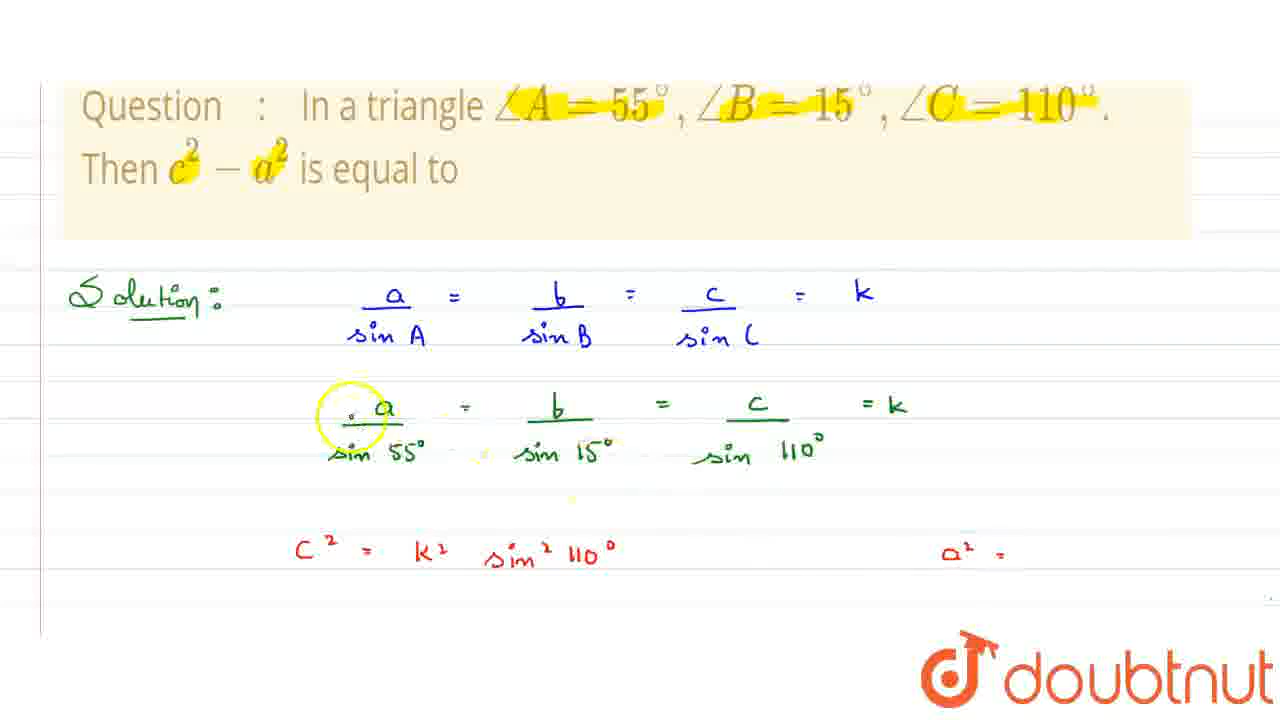 Question : In a triangle ∠A = 55°, ∠B = 15°, ∠C = 110°.
Then c² − a² is equal to
Solution: a/sin A = b/sin B = c/sin C = k
a/sin 55° = b/sin 15° = c/sin 110° = k
c² = k² sin² 110° a² =
doubtnut